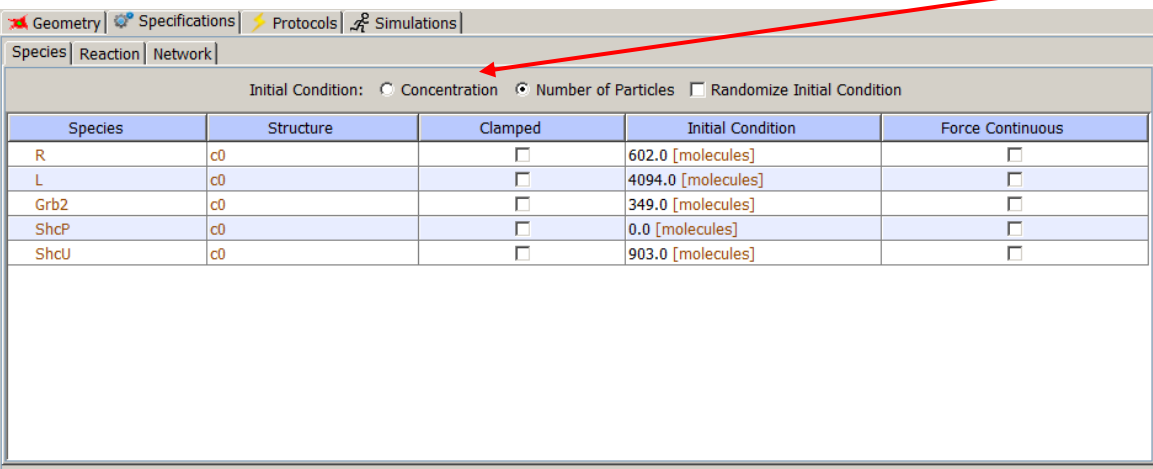 Geometry Specifications Protocols Simulations
Species Reaction Network
Initial Condition: Concentration Number of Particles Randomize Initial Condition
Species Structure Clamped Initial Condition Force Continuous
R c0 602.0 [molecules]
L c0 4094.0 [molecules]
Grb2 c0 349.0 [molecules]
ShcP c0 0.0 [molecules]
ShcU c0 903.0 [molecules]